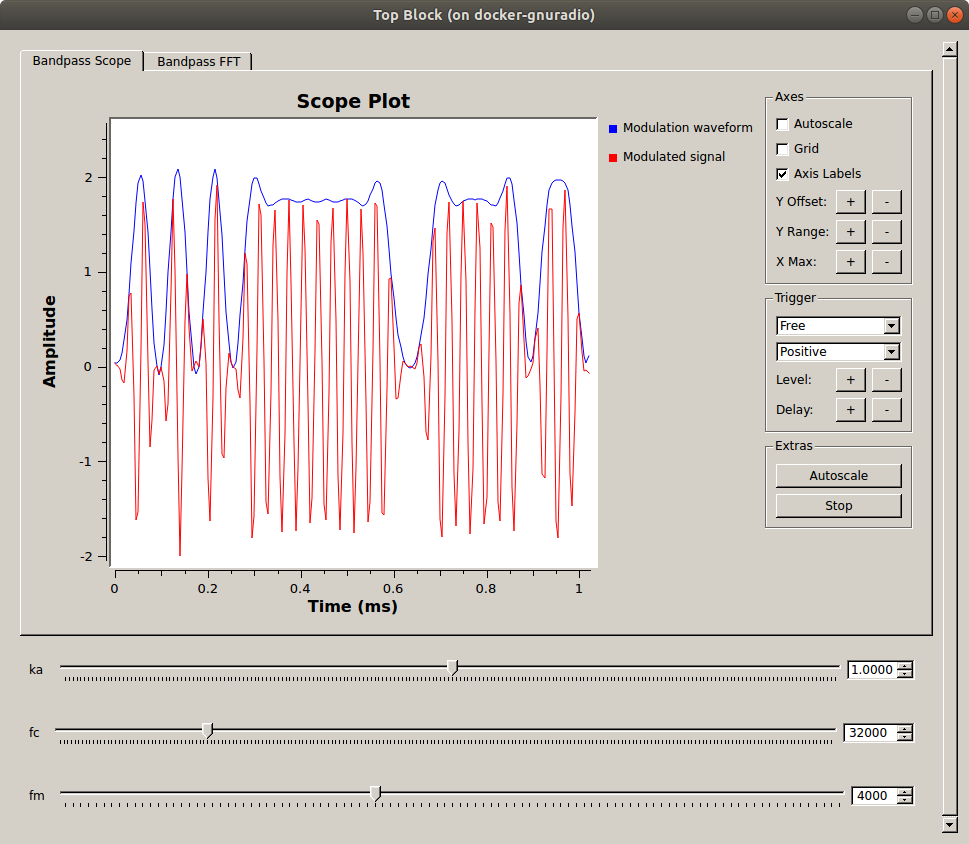 Top Block (on docker-gnuradio)
Bandpass Scope Bandpass FFT
Scope Plot
Modulation waveform
Modulated signal
Amplitude
2
1
0
-1
-2
0 0.2 0.4 0.6 0.8 1
Time (ms)
Axes
Autoscale
Grid
Axis Labels
Y Offset: + -
Y Range: + -
X Max: + -
Trigger
Free
Positive
Level: + -
Delay: + -
Extras
Autoscale
Stop
ka 1.0000
fc 32000
fm 4000